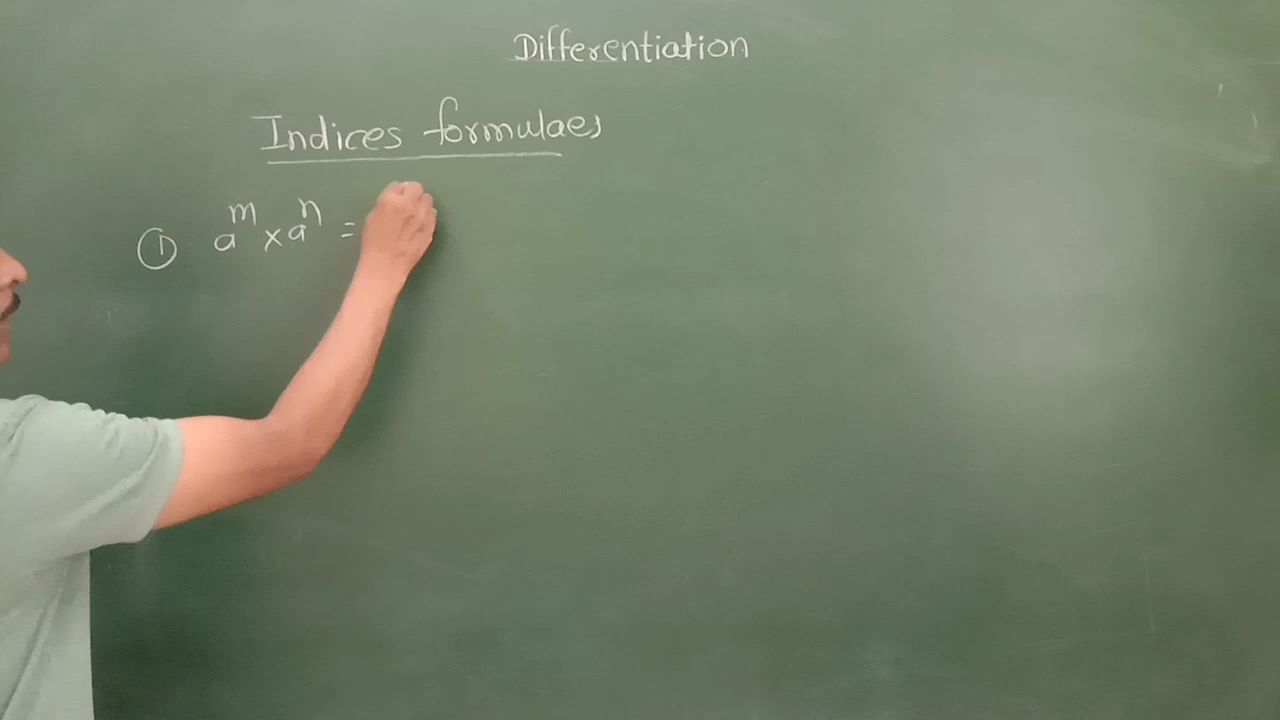 Differentiation
Indices formulaes
① a^m × a^n =